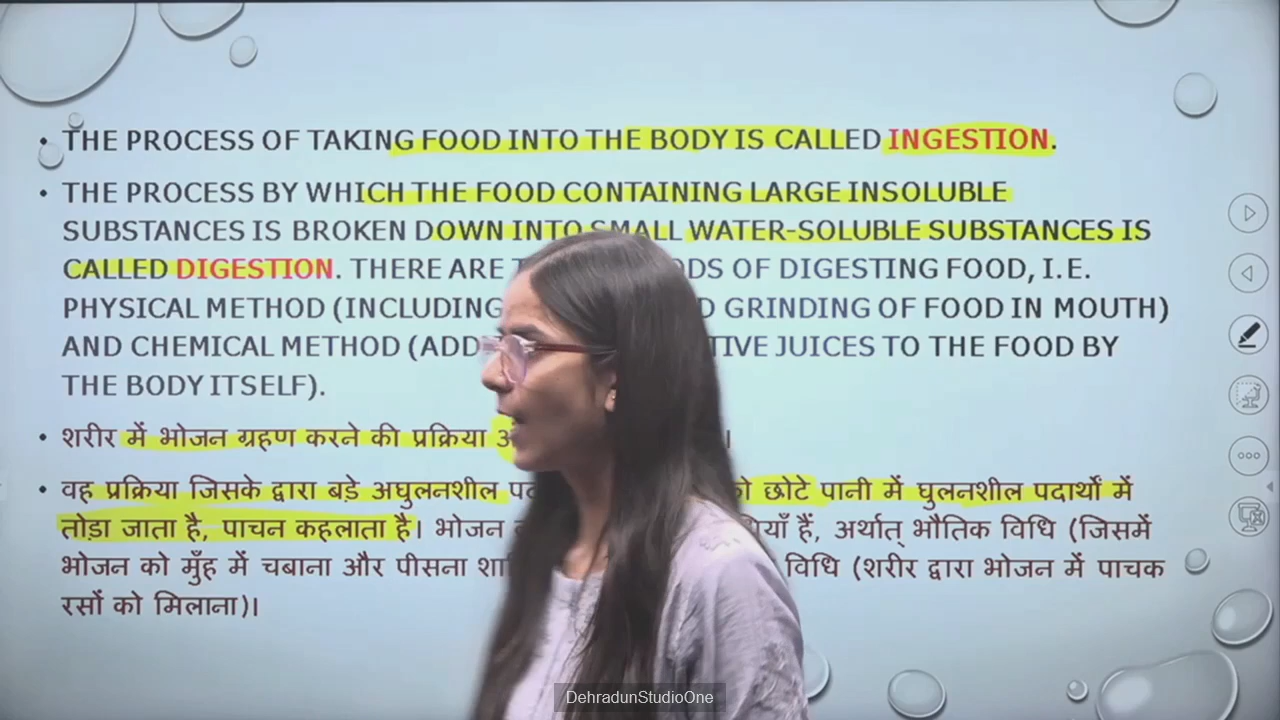 • THE PROCESS OF TAKING FOOD INTO THE BODY IS CALLED INGESTION.
• THE PROCESS BY WHICH THE FOOD CONTAINING LARGE INSOLUBLE
SUBSTANCES IS BROKEN DOWN INTO SMALL WATER-SOLUBLE SUBSTANCES IS
CALLED DIGESTION. THERE ARE OF DIGESTING FOOD, I.E.
PHYSICAL METHOD (INCLUDING GRINDING OF FOOD IN MOUTH)
AND CHEMICAL METHOD ( JUICES TO THE FOOD BY
THE BODY ITSELF).
• शरीर में भोजन ग्रहण करने की प्रक्रिया
• वह प्रक्रिया जिसके द्वारा बड़े अघुलनशील को छोटे पानी में घुलनशील पदार्थों में
तोड़ा जाता है, पाचन कहलाता है। भोजन हैं, अर्थात् भौतिक विधि (जिसमें
भोजन को मुँह में चबाना और पीसना विधि (शरीर द्वारा भोजन में पाचक
रसों को मिलाना)।
DehradunStudioOne